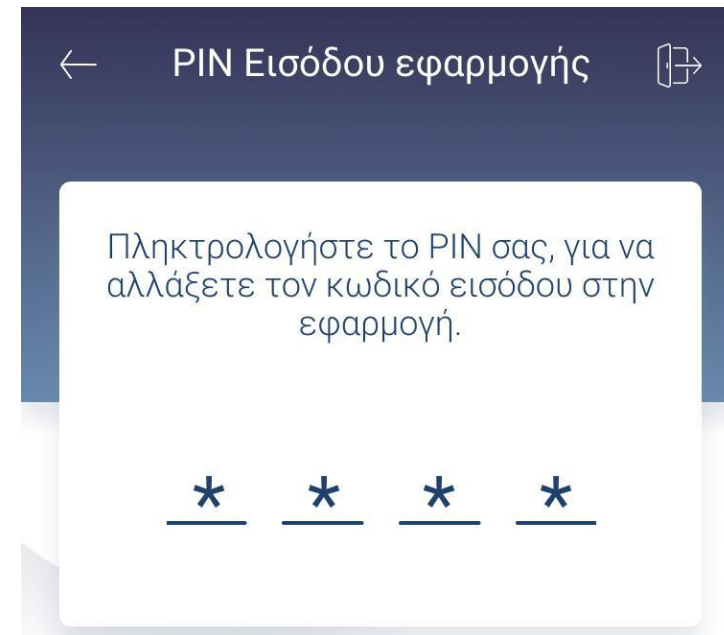 PIN Εισόδου εφαρμογής
Πληκτρολογήστε το PIN σας, για να
αλλάξετε τον κωδικό εισόδου στην
εφαρμογή.
* * * *